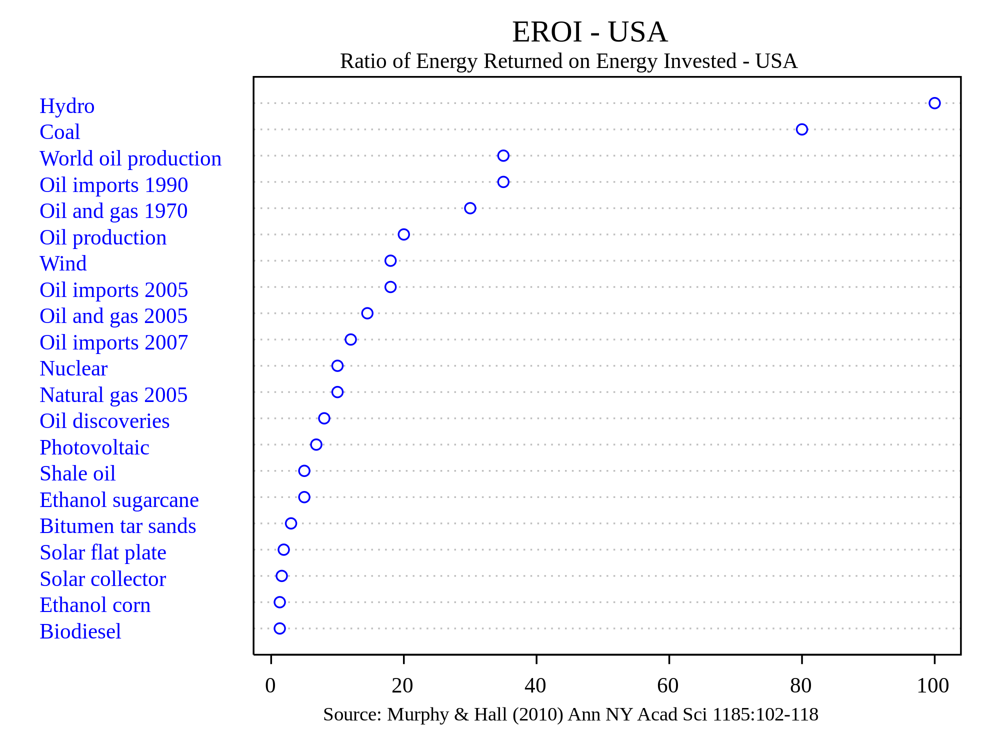 EROI - USA
Ratio of Energy Returned on Energy Invested - USA
Hydro
Coal
World oil production
Oil imports 1990
Oil and gas 1970
Oil production
Wind
Oil imports 2005
Oil and gas 2005
Oil imports 2007
Nuclear
Natural gas 2005
Oil discoveries
Photovoltaic
Shale oil
Ethanol sugarcane
Bitumen tar sands
Solar flat plate
Solar collector
Ethanol corn
Biodiesel
0 20 40 60 80 100
Source: Murphy & Hall (2010) Ann NY Acad Sci 1185:102-118